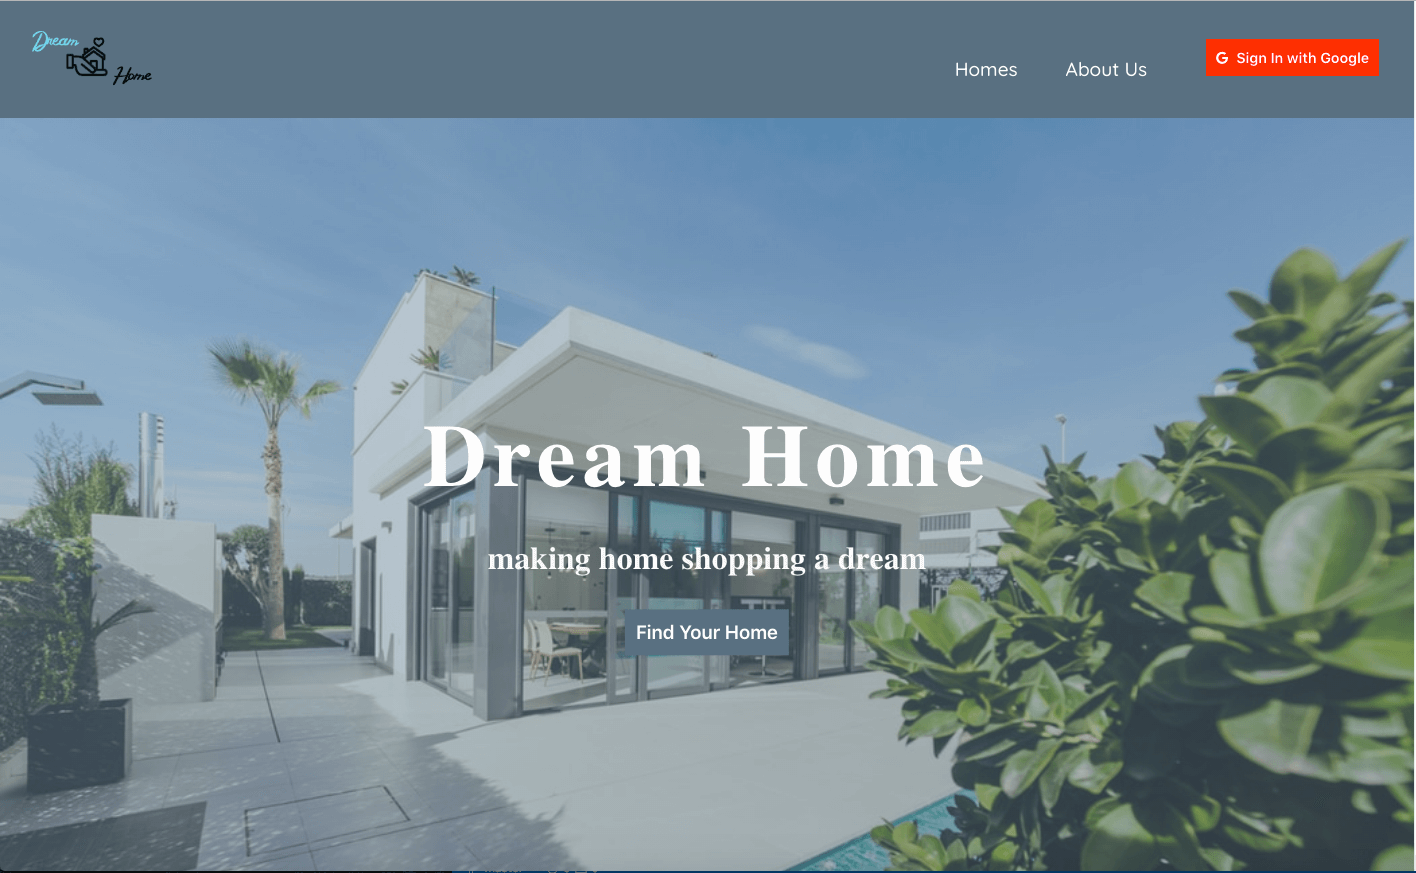 Dream
Home
Homes
About Us
G Sign In with Google
Dream Home
making home shopping a dream
Find Your Home